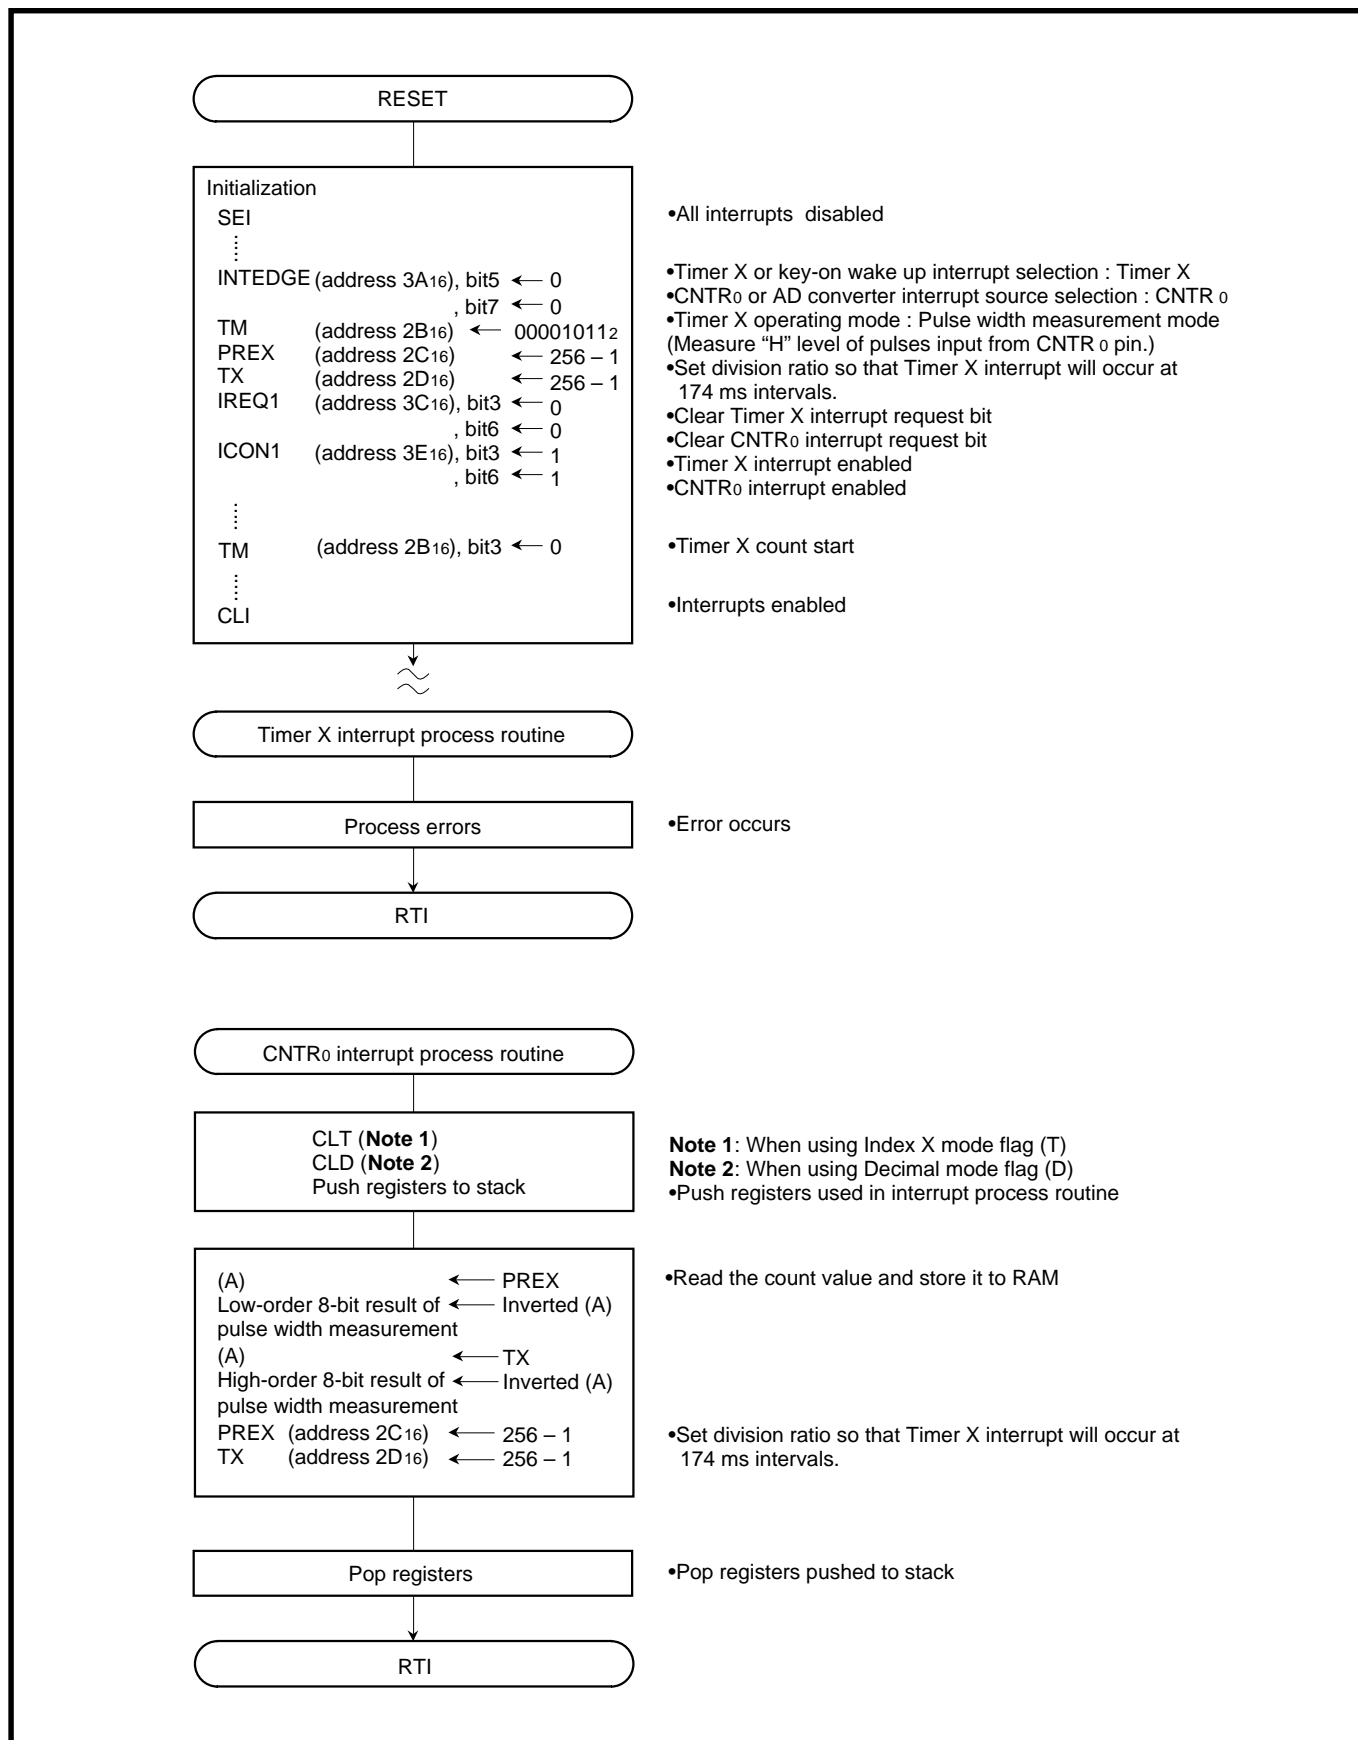 RESET
Initialization
SEI •All interrupts disabled
INTEDGE (address 3A16), bit5 ← 0 •Timer X or key-on wake up interrupt selection : Timer X
, bit7 ← 0 •CNTR0 or AD converter interrupt source selection : CNTR 0
TM (address 2B16) ← 000010112 •Timer X operating mode : Pulse width measurement mode
(Measure “H” level of pulses input from CNTR 0 pin.)
PREX (address 2C16) ← 256 – 1 •Set division ratio so that Timer X interrupt will occur at
TX (address 2D16) ← 256 – 1 174 ms intervals.
IREQ1 (address 3C16), bit3 ← 0 •Clear Timer X interrupt request bit
, bit6 ← 0 •Clear CNTR0 interrupt request bit
ICON1 (address 3E16), bit3 ← 1 •Timer X interrupt enabled
, bit6 ← 1 •CNTR0 interrupt enabled
TM (address 2B16), bit3 ← 0 •Timer X count start
CLI •Interrupts enabled
Timer X interrupt process routine
Process errors •Error occurs
RTI
CNTR0 interrupt process routine
CLT (Note 1) Note 1: When using Index X mode flag (T)
CLD (Note 2) Note 2: When using Decimal mode flag (D)
Push registers to stack •Push registers used in interrupt process routine
(A) ← PREX •Read the count value and store it to RAM
Low-order 8-bit result of ← Inverted (A)
pulse width measurement
(A) ← TX
High-order 8-bit result of ← Inverted (A)
pulse width measurement
PREX (address 2C16) ← 256 – 1 •Set division ratio so that Timer X interrupt will occur at
TX (address 2D16) ← 256 – 1 174 ms intervals.
Pop registers •Pop registers pushed to stack
RTI